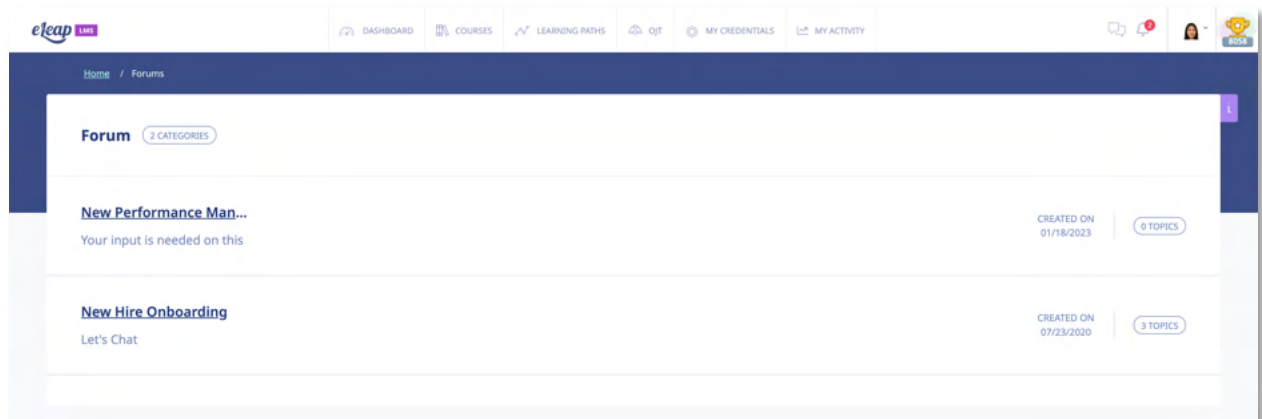 eleap LMS
DASHBOARD COURSES LEARNING PATHS OJT MY CREDENTIALS MY ACTIVITY
2
8058
Home / Forums
i
Forum 2 CATEGORIES
New Performance Man...
Your input is needed on this
CREATED ON
01/18/2023
0 TOPICS
New Hire Onboarding
Let's Chat
CREATED ON
07/23/2020
3 TOPICS